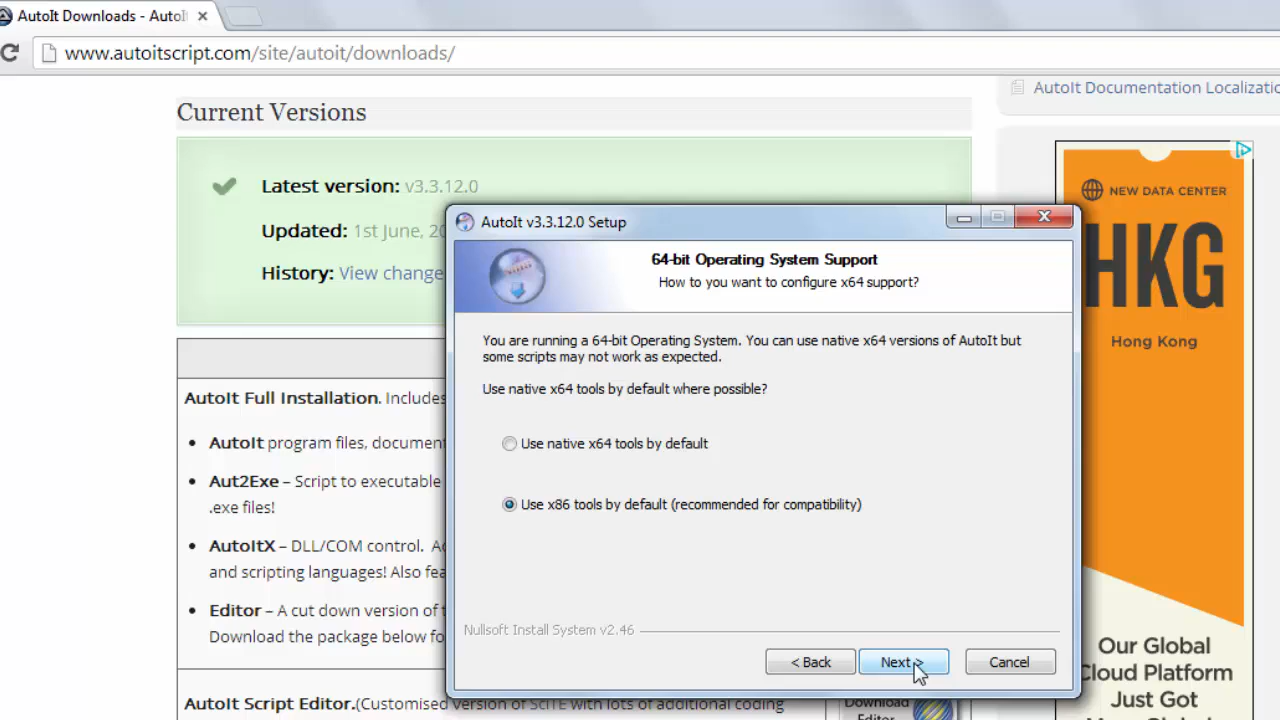 AutoIt Downloads - AutoI
www.autoitscript.com/site/autoit/downloads/
AutoIt Documentation Localizatio
Current Versions
Latest version: v3.3.12.0
Updated: 1st June, 20
History: View change
AutoIt Full Installation. Includes
• AutoIt program files, document
• Aut2Exe – Script to executable
.exe files!
• AutoItX – DLL/COM control. Ad
and scripting languages! Also fea
• Editor – A cut down version of t
Download the package below fo
AutoIt Script Editor.(Customised version of SciTE with lots of additional coding
Download
Editor
AutoIt v3.3.12.0 Setup
64-bit Operating System Support
How to you want to configure x64 support?
You are running a 64-bit Operating System. You can use native x64 versions of AutoIt but
some scripts may not work as expected.
Use native x64 tools by default where possible?
Use native x64 tools by default
Use x86 tools by default (recommended for compatibility)
Nullsoft Install System v2.46
< Back
Next >
Cancel
NEW DATA CENTER
HKG
Hong Kong
Our Global
Cloud Platform
Just Got